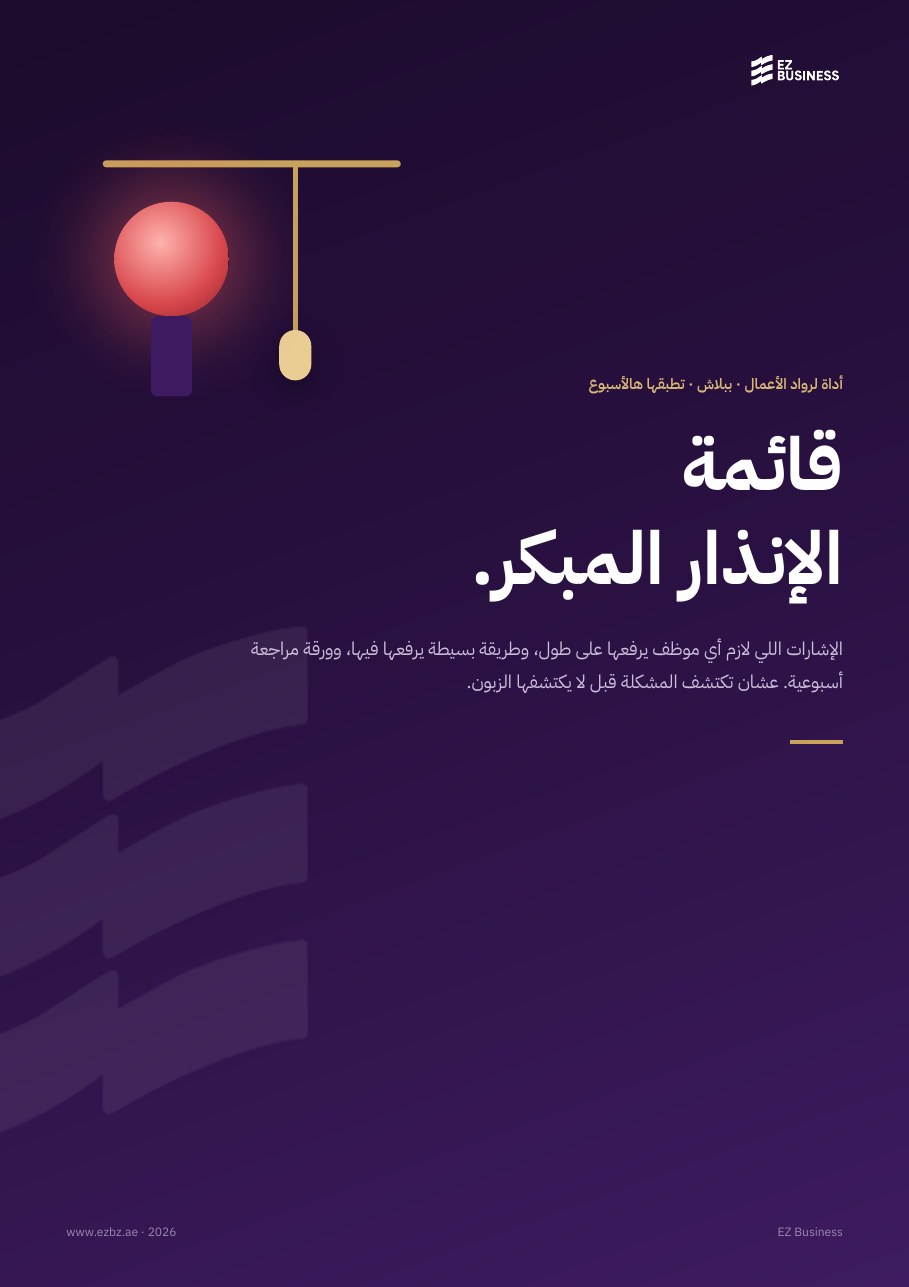 EZ
BUSINESS
أداة لرواد الأعمال · ببلاش · تطبقها هالأسبوع
قائمة
الإنذار المبكر.
الإشارات اللي لازم أي موظف يرفعها على طول، وطريقة بسيطة يرفعها فيها، وورقة مراجعة
أسبوعية. عشان تكتشف المشكلة قبل لا يكتشفها الزبون.
www.ezbz.ae · 2026
EZ Business